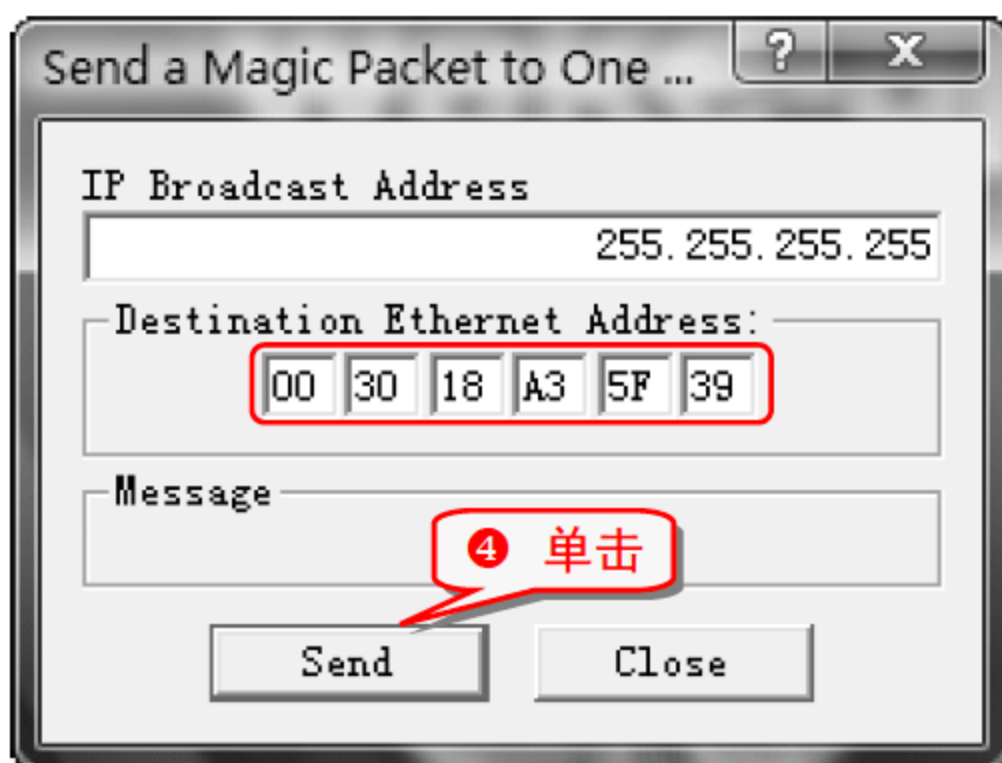 Send a Magic Packet to One ...
IP Broadcast Address
255.255.255.255
Destination Ethernet Address:
00 30 18 A3 5F 39
Message
❹ 单击
Send Close